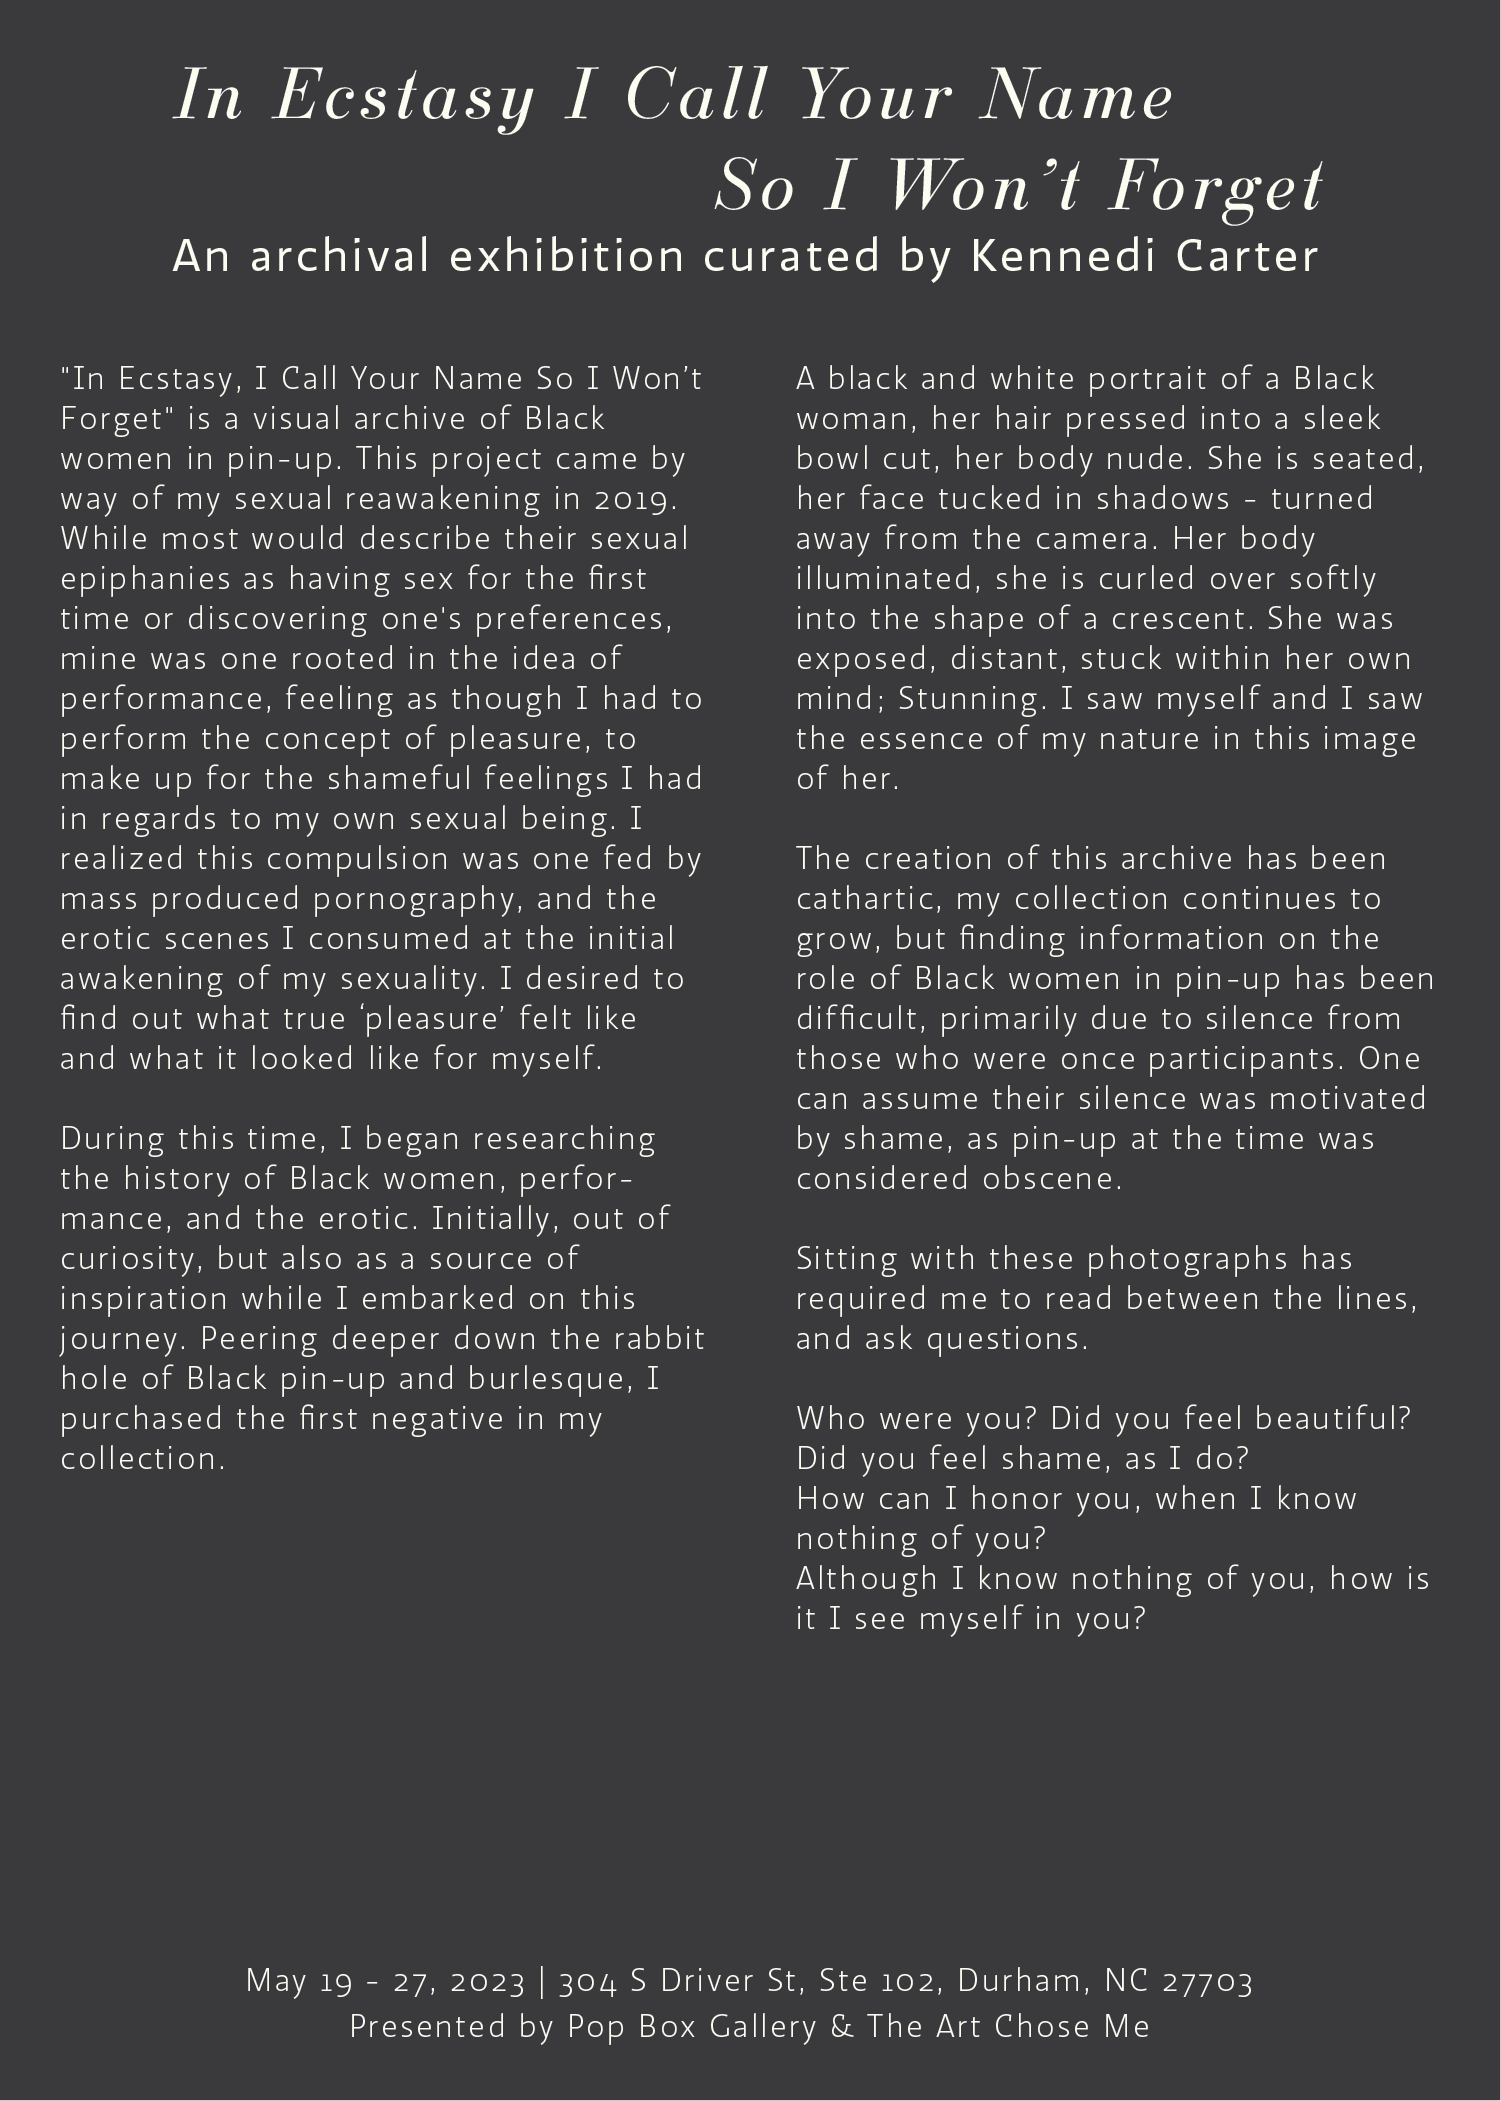 In Ecstasy I Call Your Name
So I Won’t Forget
An archival exhibition curated by Kennedi Carter
"In Ecstasy, I Call Your Name So I Won’t
Forget" is a visual archive of Black
women in pin-up. This project came by
way of my sexual reawakening in 2019.
While most would describe their sexual
epiphanies as having sex for the first
time or discovering one's preferences,
mine was one rooted in the idea of
performance, feeling as though I had to
perform the concept of pleasure, to
make up for the shameful feelings I had
in regards to my own sexual being. I
realized this compulsion was one fed by
mass produced pornography, and the
erotic scenes I consumed at the initial
awakening of my sexuality. I desired to
find out what true ‘pleasure’ felt like
and what it looked like for myself.
During this time, I began researching
the history of Black women, perfor-
mance, and the erotic. Initially, out of
curiosity, but also as a source of
inspiration while I embarked on this
journey. Peering deeper down the rabbit
hole of Black pin-up and burlesque, I
purchased the first negative in my
collection.
A black and white portrait of a Black
woman, her hair pressed into a sleek
bowl cut, her body nude. She is seated,
her face tucked in shadows - turned
away from the camera. Her body
illuminated, she is curled over softly
into the shape of a crescent. She was
exposed, distant, stuck within her own
mind; Stunning. I saw myself and I saw
the essence of my nature in this image
of her.
The creation of this archive has been
cathartic, my collection continues to
grow, but finding information on the
role of Black women in pin-up has been
difficult, primarily due to silence from
those who were once participants. One
can assume their silence was motivated
by shame, as pin-up at the time was
considered obscene.
Sitting with these photographs has
required me to read between the lines,
and ask questions.
Who were you? Did you feel beautiful?
Did you feel shame, as I do?
How can I honor you, when I know
nothing of you?
Although I know nothing of you, how is
it I see myself in you?
May 19 - 27, 2023 | 304 S Driver St, Ste 102, Durham, NC 27703
Presented by Pop Box Gallery & The Art Chose Me